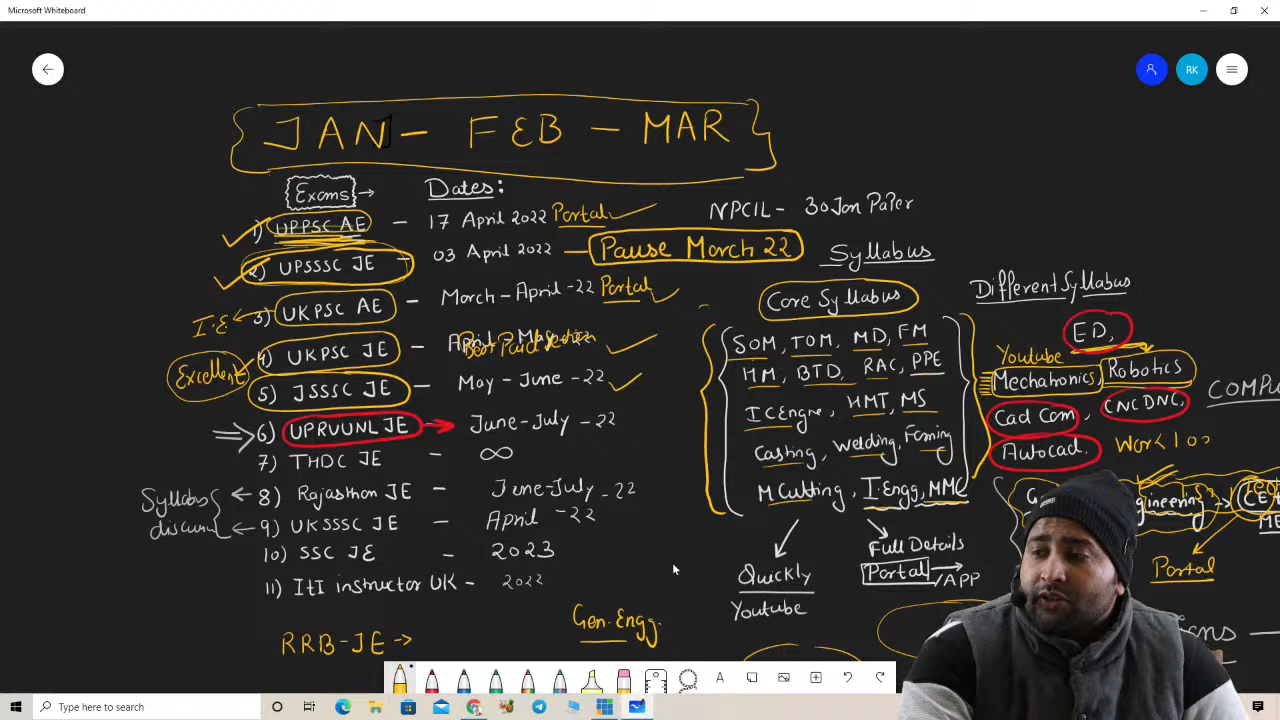 Microsoft Whiteboard
RK
JAN - FEB - MAR
Exams → Dates:
1) UPPSC AE - 17 April 2022 Portal
2) UPSSSC JE - 03 April 2022 - Pause March 22
I.E ← 3) UKPSC AE - March-April-22 Portal
4) UKPSC JE - April - May
Excellent
5) JSSSC JE - May-June-22
6) UPRVUNL JE → June-July-22
7) THDC JE - ∞
8) Rajasthan JE - June-July-22
Syllabus
9) UKSSSC JE - April-22
10) SSC JE - 2023
11) ItI instructor UK - 2022
RRB-JE →
Gen. Engg.
NPCIL - 30 Jan Paper
Syllabus
Core Syllabus
SOM, TOM, MD, FM
HM, BTD, RAC, PPE
ICEngine, HMT, MS
Casting, Welding, Forming
M Cutting, I.Engg, MMC
Quickly
Youtube
Full Details
Portal → /APP
Different Syllabus
ED,
Youtube
Mechatronics, Robotics
Cad Cam, CNC DNC,
Autocad.
Portal
Type here to search